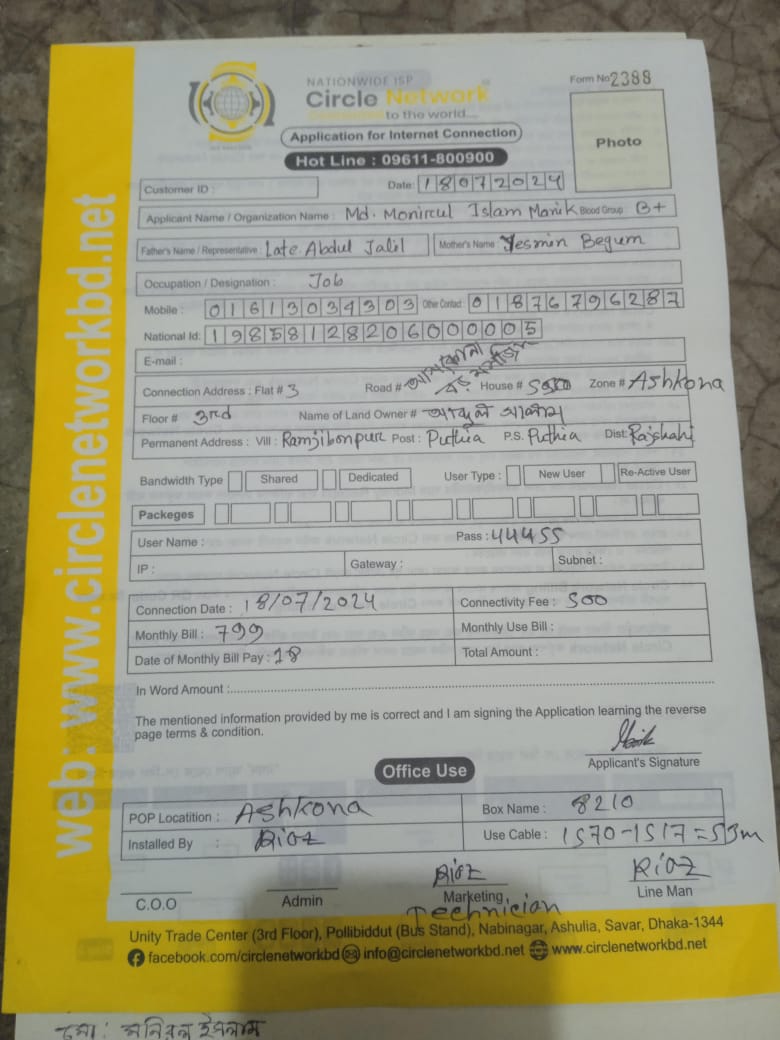 NATIONWIDE ISP
Circle Network
Connected to the world...
Form No 2388
Application for Internet Connection
Hot Line : 09611-800900
Photo
Customer ID :
Date: 18072024
Applicant Name / Organization Name : Md. Monirul Islam Manik Blood Group B+
Father's Name / Representative : Late. Abdul Jalil Mother's Name : Yesmin Begum
Occupation / Designation : Job
Mobile : 01613034303 Other Contact : 01876796287
National Id: 19858128206000005
E-mail :
Connection Address : Flat # 3 Road # House # Zone # Ashkona
Floor # 3rd Name of Land Owner #
Permanent Address : Vill : Ramjibonpur Post : Puthia P.S. Puthia Dist: Rajshahi
Bandwidth Type Shared Dedicated User Type : New User Re-Active User
Packeges
User Name : Pass : 44455
IP : Gateway : Subnet :
Connection Date : 18/07/2024 Connectivity Fee : 500
Monthly Bill : 799 Monthly Use Bill :
Date of Monthly Bill Pay : 18 Total Amount :
In Word Amount :
The mentioned information provided by me is correct and I am signing the Application learning the reverse
page terms & condition.
Manik
Applicant's Signature
Office Use
POP Locatition : Ashkona Box Name : 8210
Installed By : Riaz Use Cable : 1570-1517=53m
Riaz Riaz
C.O.O Admin Marketing Line Man
Technician
Unity Trade Center (3rd Floor), Pollibiddut (Bus Stand), Nabinagar, Ashulia, Savar, Dhaka-1344
facebook.com/circlenetworkbd info@circlenetworkbd.net www.circlenetworkbd.net
web: www.circlenetworkbd.net
মো: মনিরুল ইসলাম